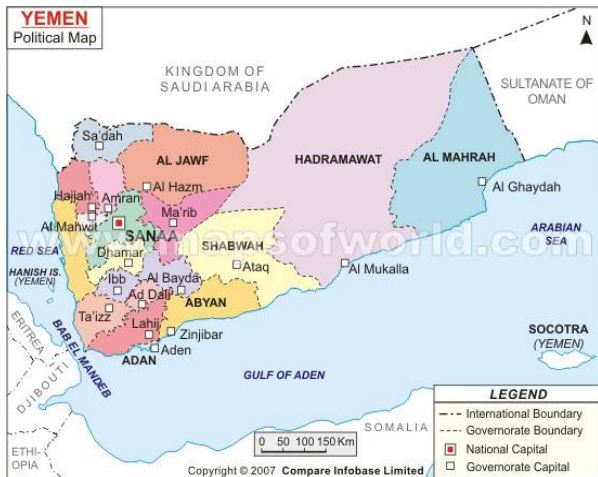 YEMEN
Political Map
N
KINGDOM OF
SAUDI ARABIA
SULTANATE OF
OMAN
Sa'dah
AL JAWF
HADRAMAWAT
AL MAHRAH
Al Hazm
Al Ghaydah
Hajjah
Amran
Ma'rib
Al Mahwit
SANAA
www.mapsofworld.com
ARABIAN
SEA
RED SEA
SHABWAH
Dhamar
Ataq
Al Mukalla
HANISH IS.
(YEMEN)
Ibb
Al Bayda
Ad Dali
ABYAN
Ta'izz
Lahij
Zinjibar
Aden
ADAN
ERITREA
BAB EL MANDEB
DJIBOUTI
SOCOTRA
(YEMEN)
GULF OF ADEN
SOMALIA
ETHI-
OPIA
0 50 100 150 Km
LEGEND
International Boundary
Governorate Boundary
National Capital
Governorate Capital
Copyright © 2007 Compare Infobase Limited